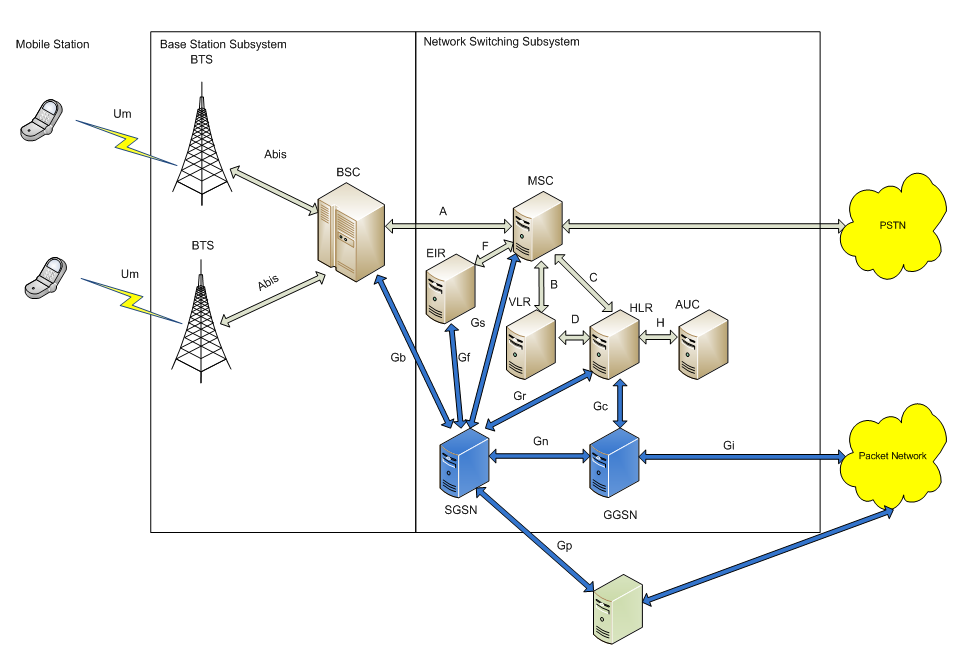 Mobile Station
Base Station Subsystem
Network Switching Subsystem
BTS
Um
Abis
BSC
MSC
A
PSTN
BTS
EIR
F
Um
Abis
B
C
VLR
HLR
AUC
Gs
D
H
Gb
Gf
Gr
Gc
Gn
Gi
Packet Network
SGSN
GGSN
Gp